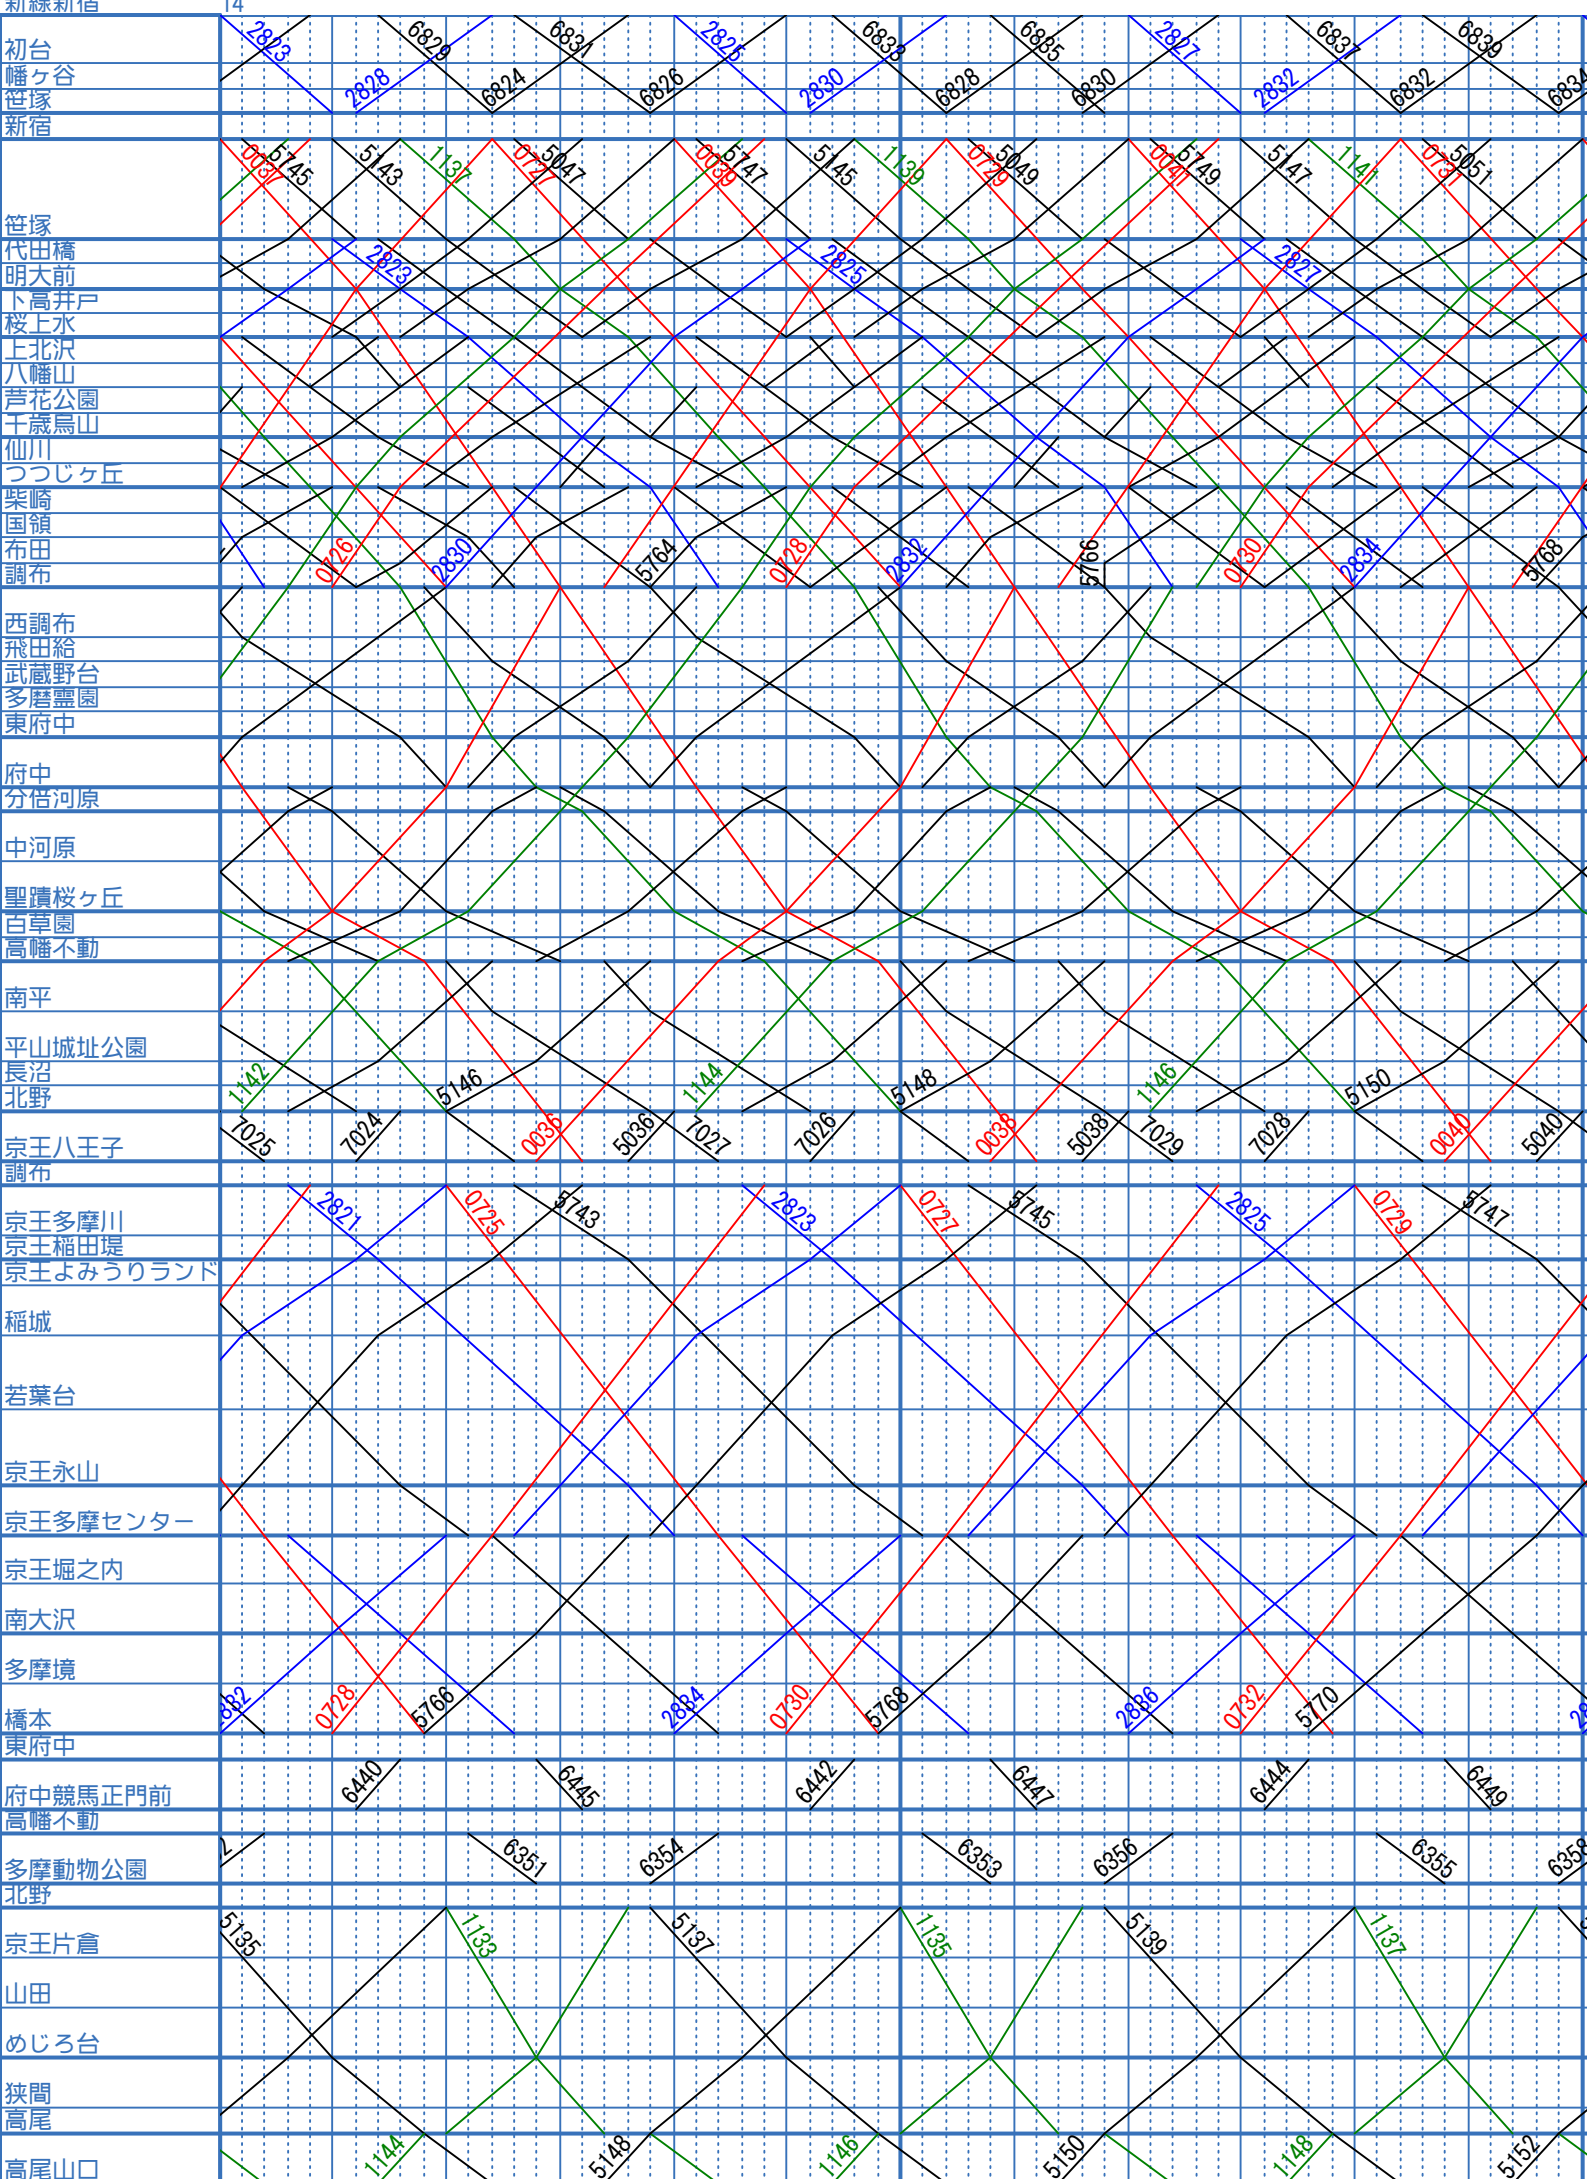 新線新宿 14
2823 6829 6831 2825 6833 6835 2827 6837 6839
初台
幡ヶ谷
2828 6824 6826 2830 6828 6830 2832 6832 6834
笹塚
新宿
0037 5745 5143 1137 0727 5047 0039 5747 5145 1139 0729 5049 0041 5749 5147 1141 0731 5051
笹塚
代田橋
2823 2825 2827
明大前
下高井戸
桜上水
上北沢
八幡山
芦花公園
千歳烏山
仙川
つつじヶ丘
柴崎
国領
布田
0726 2830 5764 0728 2832 5766 0730 2834 5768
調布
西調布
飛田給
武蔵野台
多磨霊園
東府中
府中
分倍河原
中河原
聖蹟桜ヶ丘
百草園
高幡不動
南平
平山城址公園
長沼
1142 5146 1144 5148 1146 5150
北野
7025 7024 0036 5036 7027 7026 0038 5038 7029 7028 0040 5040
京王八王子
調布
2821 0725 5743 2823 0727 5745 2825 0729 5747
京王多摩川
京王稲田堤
京王よみうりランド
稲城
若葉台
京王永山
京王多摩センター
京王堀之内
南大沢
多摩境
0728 5766 2834 0730 5768 2836 0732 5770
橋本
東府中
6440 6445 6442 6447 6444 6449
府中競馬正門前
高幡不動
6351 6354 6353 6356 6355 6358
多摩動物公園
北野
5135 1133 5137 1135 5139 1137
京王片倉
山田
めじろ台
狭間
高尾
1144 5148 1146 5150 1148 5152
高尾山口